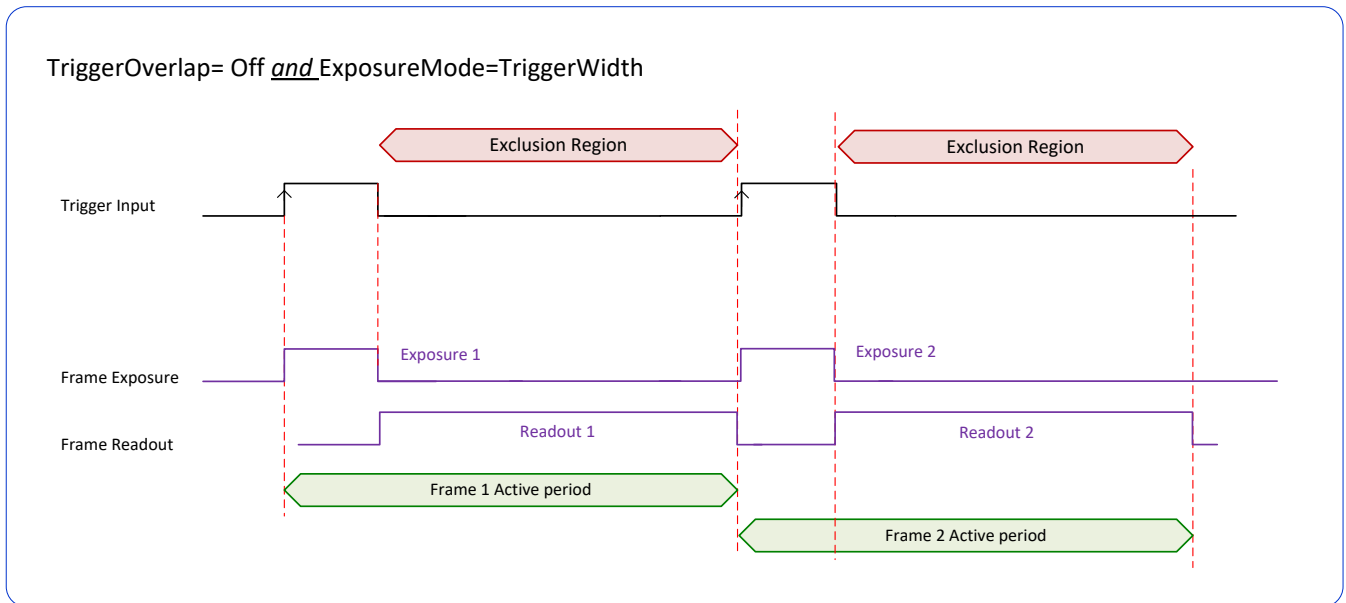 TriggerOverlap= Off and ExposureMode=TriggerWidth
Exclusion Region
Exclusion Region
Trigger Input
Exposure 1
Exposure 2
Frame Exposure
Readout 1
Readout 2
Frame Readout
Frame 1 Active period
Frame 2 Active period